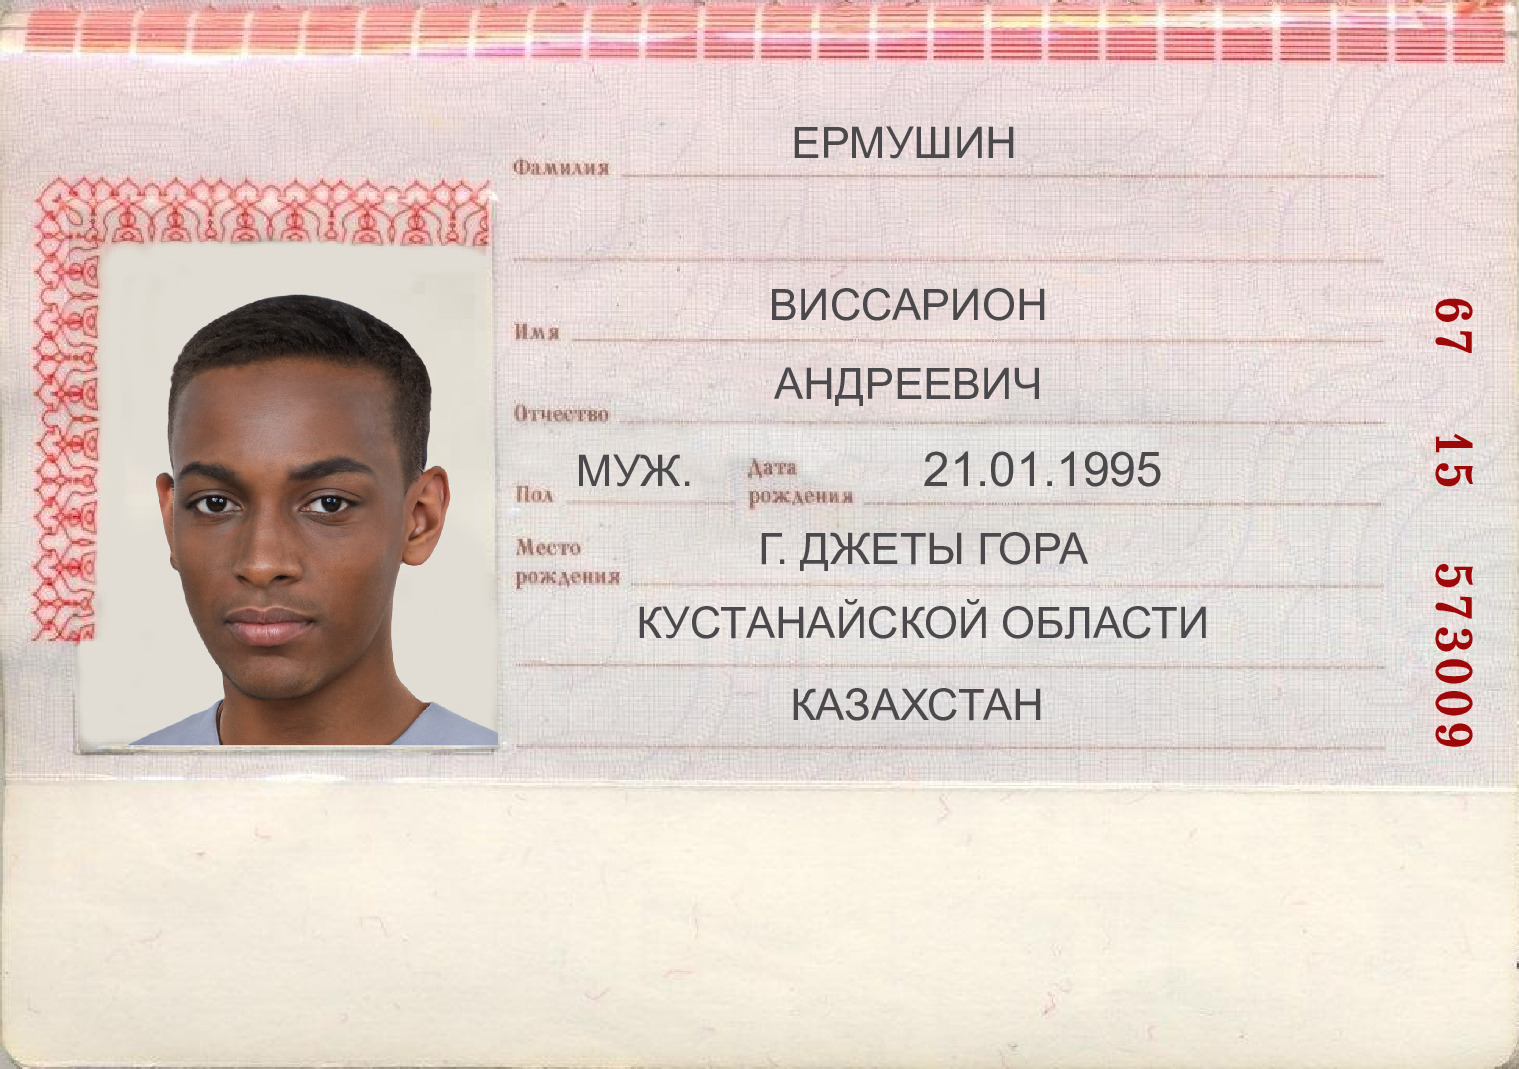 ЕРМУШИН
Фамилия
ВИССАРИОН
Имя
АНДРЕЕВИЧ
Отчество
МУЖ. Дата 21.01.1995
Пол рождения
Место Г. ДЖЕТЫ ГОРА
рождения
КУСТАНАЙСКОЙ ОБЛАСТИ
КАЗАХСТАН
67 15 573009